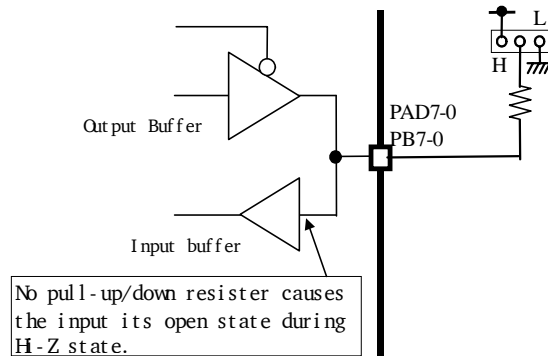 L
H
PAD7-0
PB7-0
Output Buffer
Input buffer
No pull-up/down resister causes
the input its open state during
Hi-Z state.